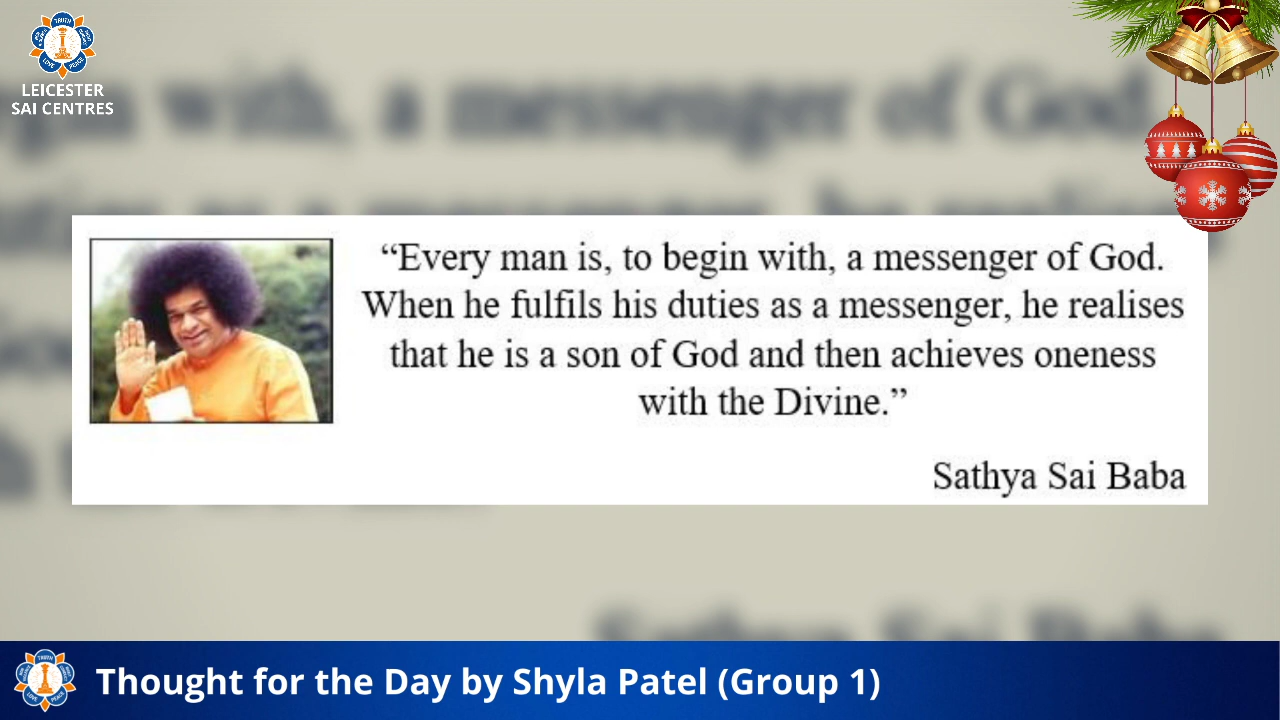 LEICESTER
SAI CENTRES
“Every man is, to begin with, a messenger of God.
When he fulfils his duties as a messenger, he realises
that he is a son of God and then achieves oneness
with the Divine.”
Sathya Sai Baba
Thought for the Day by Shyla Patel (Group 1)